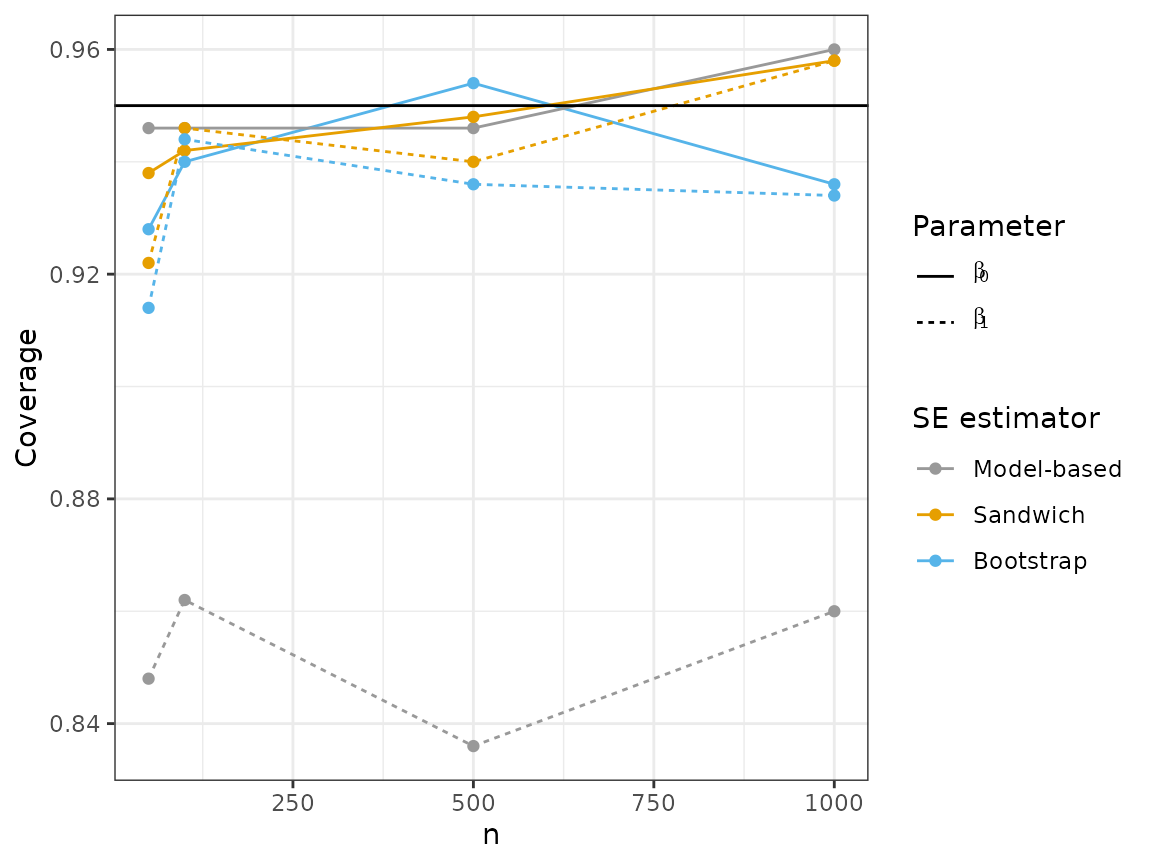 0.96
0.92
0.88
0.84
Coverage
250 500 750 1000
n
Parameter
β0
β1
SE estimator
Model-based
Sandwich
Bootstrap